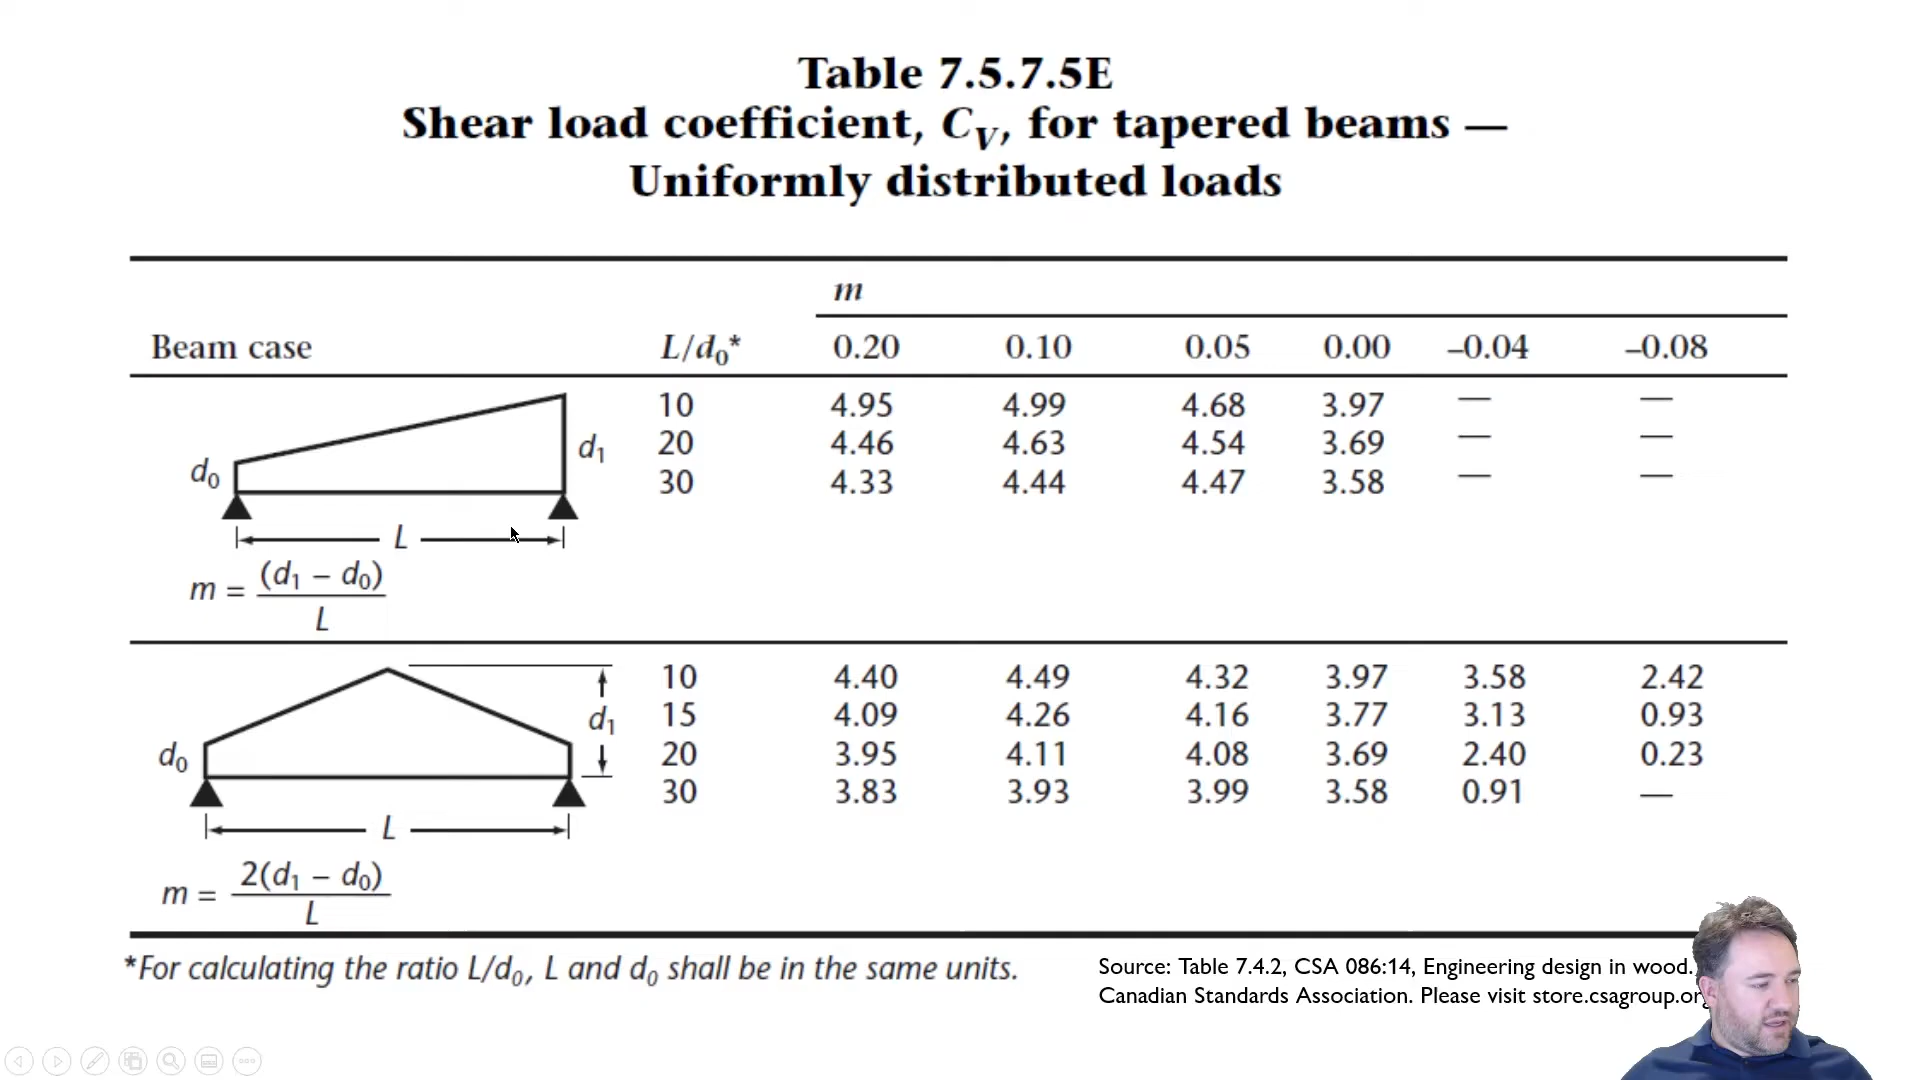 Table 7.5.7.5E
Shear load coefficient, C_V, for tapered beams —
Uniformly distributed loads
m
Beam case L/d₀* 0.20 0.10 0.05 0.00 –0.04 –0.08
10 4.95 4.99 4.68 3.97 — —
20 4.46 4.63 4.54 3.69 — —
30 4.33 4.44 4.47 3.58 — —
d₀ d₁
L
m = (d₁ – d₀) / L
10 4.40 4.49 4.32 3.97 3.58 2.42
15 4.09 4.26 4.16 3.77 3.13 0.93
20 3.95 4.11 4.08 3.69 2.40 0.23
30 3.83 3.93 3.99 3.58 0.91 —
d₀ d₁
L
m = 2(d₁ – d₀) / L
*For calculating the ratio L/d₀, L and d₀ shall be in the same units.
Source: Table 7.4.2, CSA 086:14, Engineering design in wood.
Canadian Standards Association. Please visit store.csagroup.org